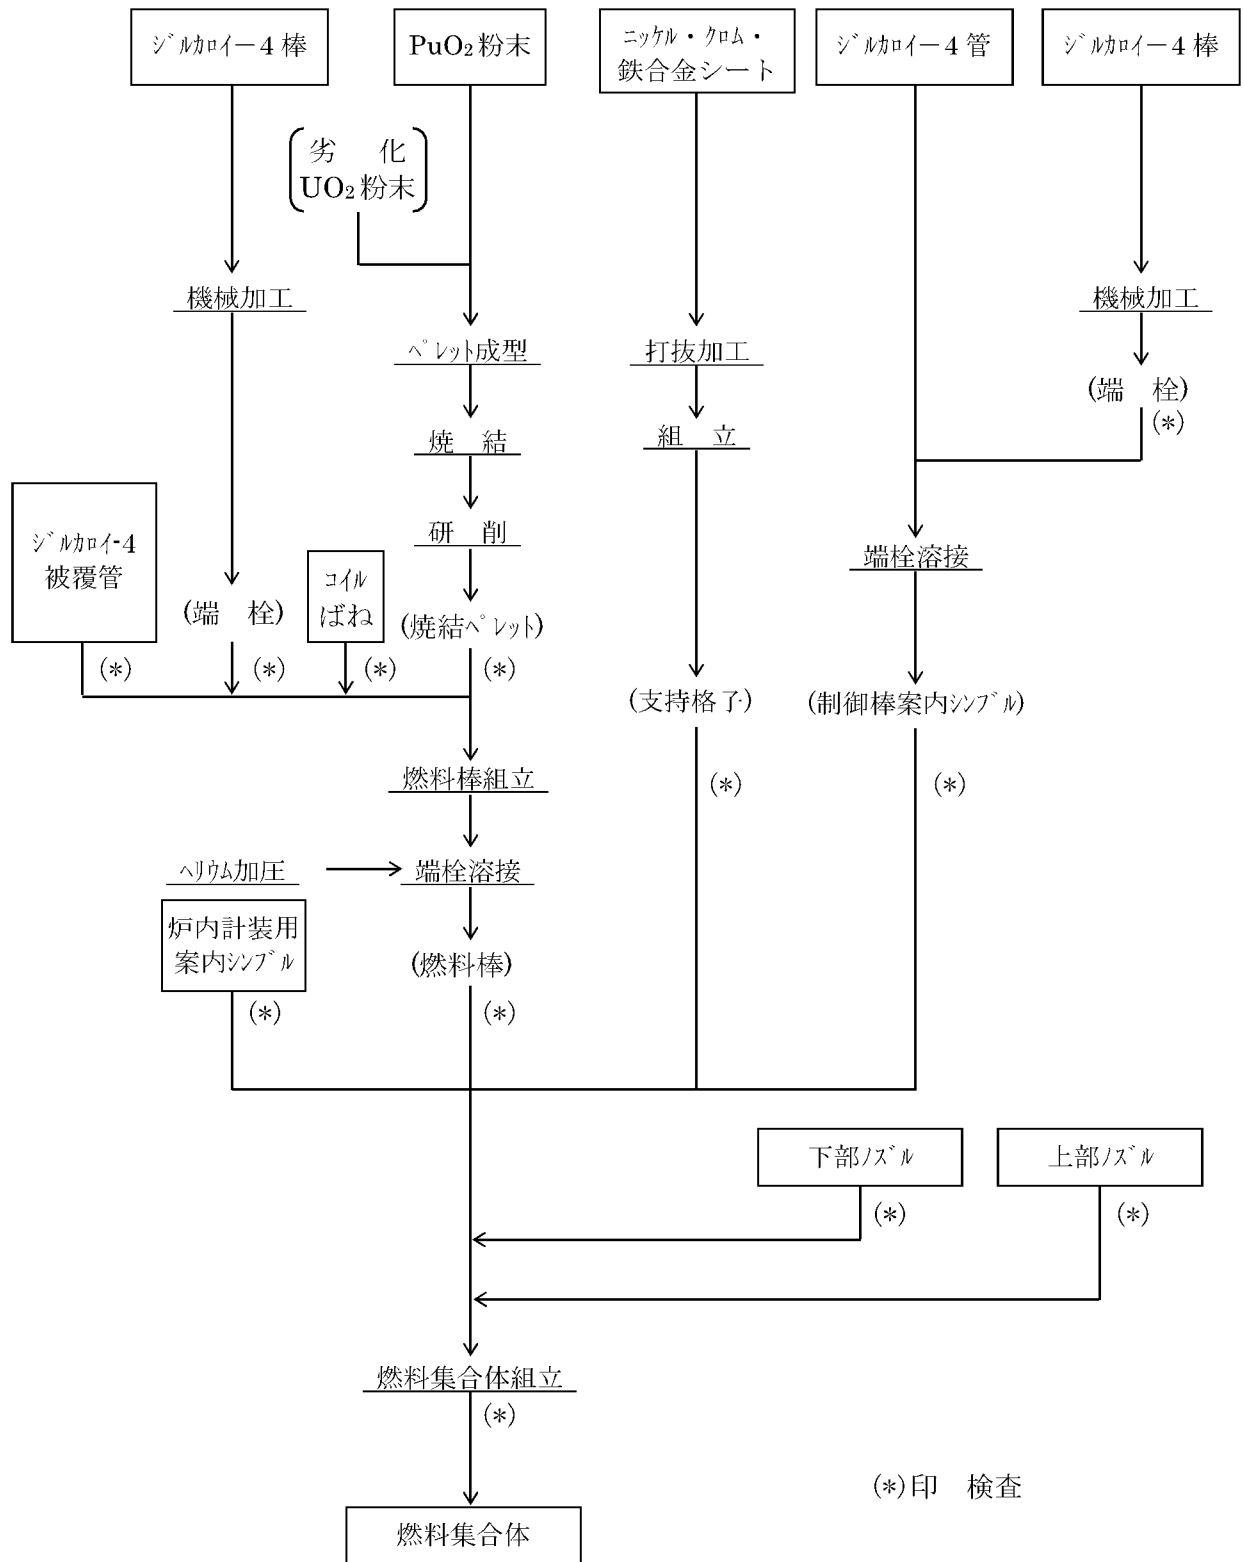 ｼﾞﾙｶﾛｲ－4棒
PuO₂粉末
ﾆｯｹﾙ・ｸﾛﾑ・
鉄合金シート
ｼﾞﾙｶﾛｲ－4管
ｼﾞﾙｶﾛｲ－4棒
劣　化
UO₂粉末
機械加工
機械加工
ﾍﾟﾚｯﾄ成型
打抜加工
(端　栓)
(*)
焼　結
組　立
研　削
ｼﾞﾙｶﾛｲ-4
被覆管
(*)
(端　栓)
(*)
ｺｲﾙ
ばね
(*)
(焼結ﾍﾟﾚｯﾄ)
(*)
端栓溶接
(支持格子)
(*)
(制御棒案内ｼﾝﾌﾞﾙ)
(*)
燃料棒組立
ﾍﾘｳﾑ加圧
端栓溶接
炉内計装用
案内ｼﾝﾌﾞﾙ
(*)
(燃料棒)
(*)
下部ﾉｽﾞﾙ
(*)
上部ﾉｽﾞﾙ
(*)
燃料集合体組立
(*)
(*)印　検査
燃料集合体